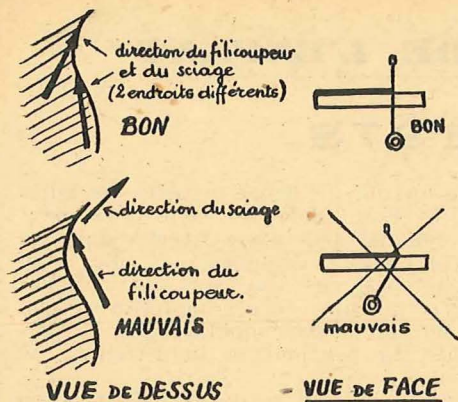 direction du filicoupeur
et du sciage
(2 endroits différents)
BON
BON
direction du sciage
direction du
filicoupeur.
MAUVAIS
mauvais
VUE DE DESSUS
- VUE DE FACE